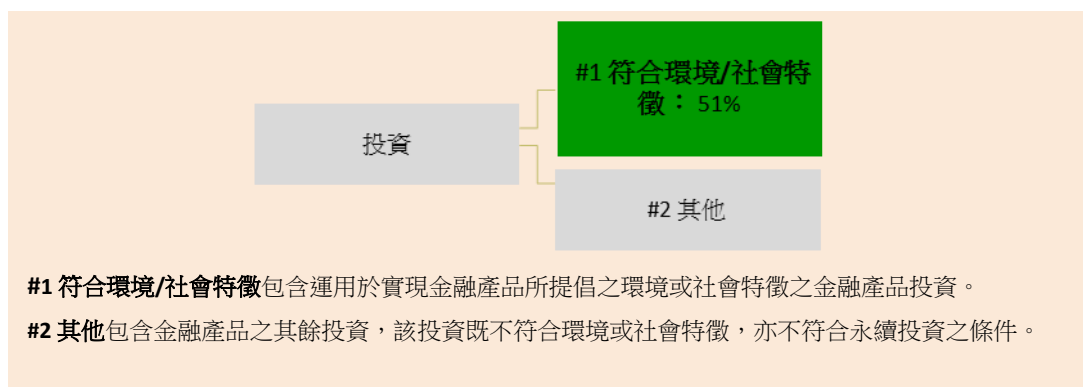 #1 符合環境/社會特
徵： 51%
投資
#2 其他
#1 符合環境/社會特徵包含運用於實現金融產品所提倡之環境或社會特徵之金融產品投資。
#2 其他包含金融產品之其餘投資，該投資既不符合環境或社會特徵，亦不符合永續投資之條件。